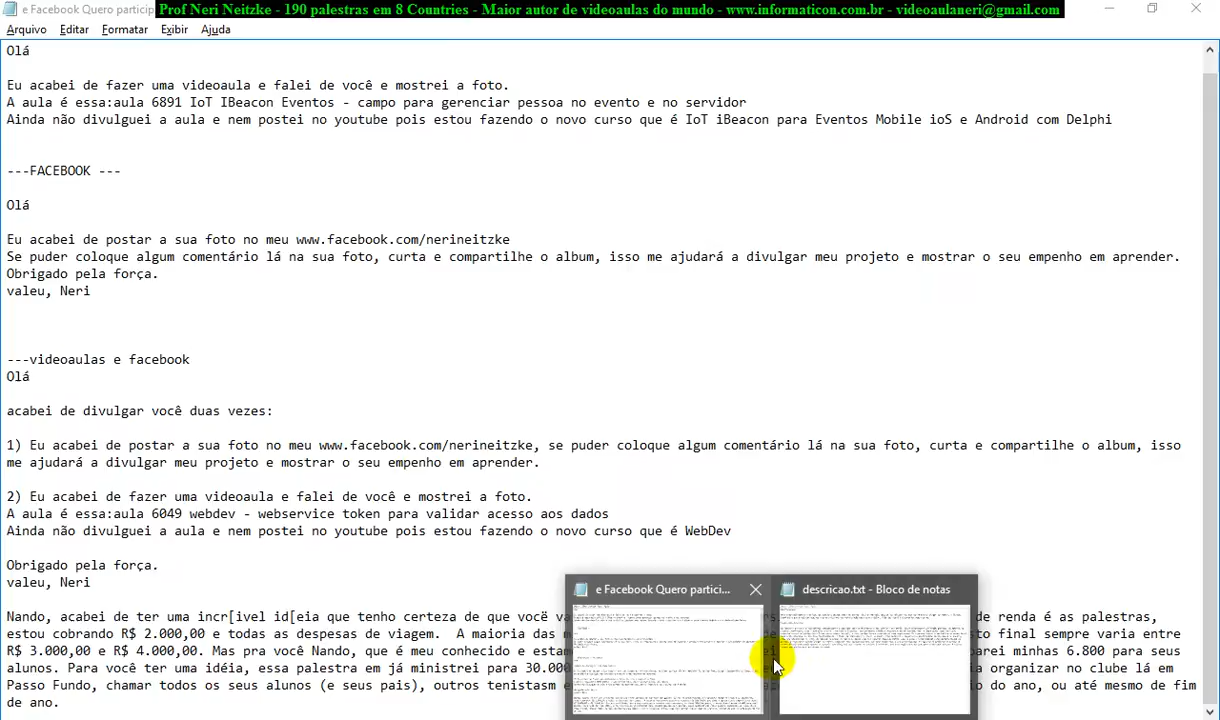 e Facebook Quero particip
Prof Neri Neitzke - 190 palestras em 8 Countries - Maior autor de videoaulas do mundo - www.informaticon.com.br - videoaulaneri@gmail.com
Arquivo Editar Formatar Exibir Ajuda
Olá
Eu acabei de fazer uma videoaula e falei de você e mostrei a foto.
A aula é essa:aula 6891 IoT IBeacon Eventos - campo para gerenciar pessoa no evento e no servidor
Ainda não divulguei a aula e nem postei no youtube pois estou fazendo o novo curso que é IoT iBeacon para Eventos Mobile ioS e Android com Delphi
---FACEBOOK ---
Olá
Eu acabei de postar a sua foto no meu www.facebook.com/nerineitzke
Se puder coloque algum comentário lá na sua foto, curta e compartilhe o album, isso me ajudará a divulgar meu projeto e mostrar o seu empenho em aprender.
Obrigado pela força.
valeu, Neri
---videoaulas e facebook
Olá
acabei de divulgar você duas vezes:
1) Eu acabei de postar a sua foto no meu www.facebook.com/nerineitzke, se puder coloque algum comentário lá na sua foto, curta e compartilhe o album, isso
me ajudará a divulgar meu projeto e mostrar o seu empenho em aprender.
2) Eu acabei de fazer uma videoaula e falei de você e mostrei a foto.
A aula é essa:aula 6049 webdev - webservice token para validar acesso aos dados
Ainda não divulguei a aula e nem postei no youtube pois estou fazendo o novo curso que é WebDev
Obrigado pela força.
valeu, Neri
e Facebook Quero partici... descricao.txt - Bloco de notas
Nando, acabei de ter uma incr[ivel id[eia que tenho certeza de que você de renda é as palestras,
estou cobrando R$ 2.000,00 e todas as despesas de viagem. A maioria das final sempre varia entre
R$ 3.000,00 a R$ 4.000,00. Mas pra você Nando, que é meu conhecido e minhas 6.800 para seus
alunos. Para você ter uma idéia, essa palestra em já ministrei para 30.000 organizar no clube lá em
Passo Fundo, chamar todos os seus alunos (e seus pais), outros tenistas do ano, ou até mesmo de fim
de ano.